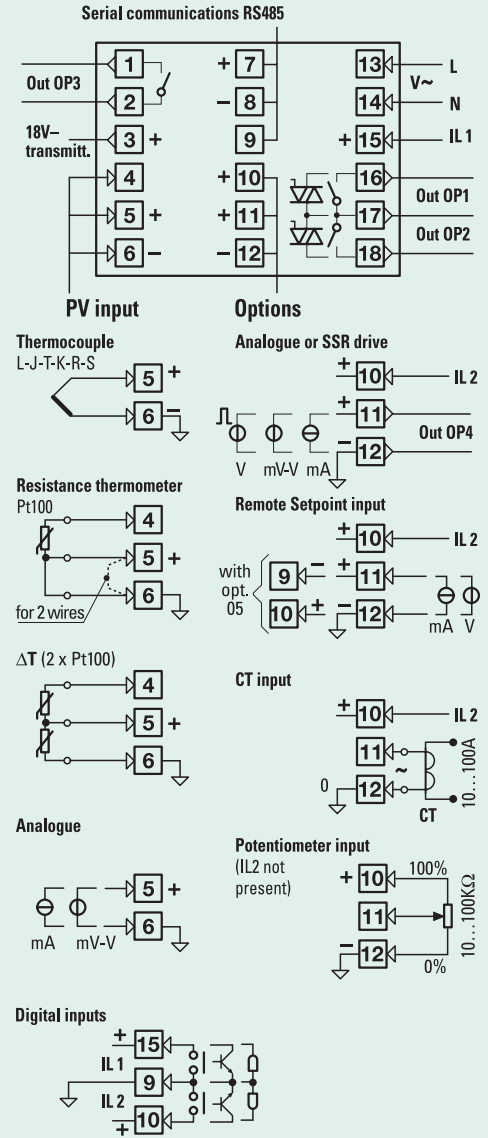 Serial communications RS485
1 + 7 13 L
Out OP3 V~
2 – 8 14 N
18V–
transmitt. 3 + 9 + 15 IL 1
4 + 10 16
Out OP1
5 + + 11 17
Out OP2
6 – – 12 18
PV input Options
Thermocouple
L-J-T-K-R-S
5 +
6 –
Analogue or SSR drive
+ 10 IL 2
+ 11
Out OP4
– 12
V mV-V mA
Resistance thermometer
Pt100
4
5 +
6
for 2 wires
Remote Setpoint input
+ 10 IL 2
with
opt.
05
9 – + 11
10 + – 12
mA V
ΔT (2 x Pt100)
4
5 +
6
CT input
+ 10 IL 2
11
0 12 ~
CT
10...100A
Analogue
5 +
6
mA mV-V
Potentiometer input
(IL2 not
present)
+ 10 100%
11
– 12
0%
10...100KΩ
Digital inputs
+ 15
IL 1
9
IL 2
+ 10